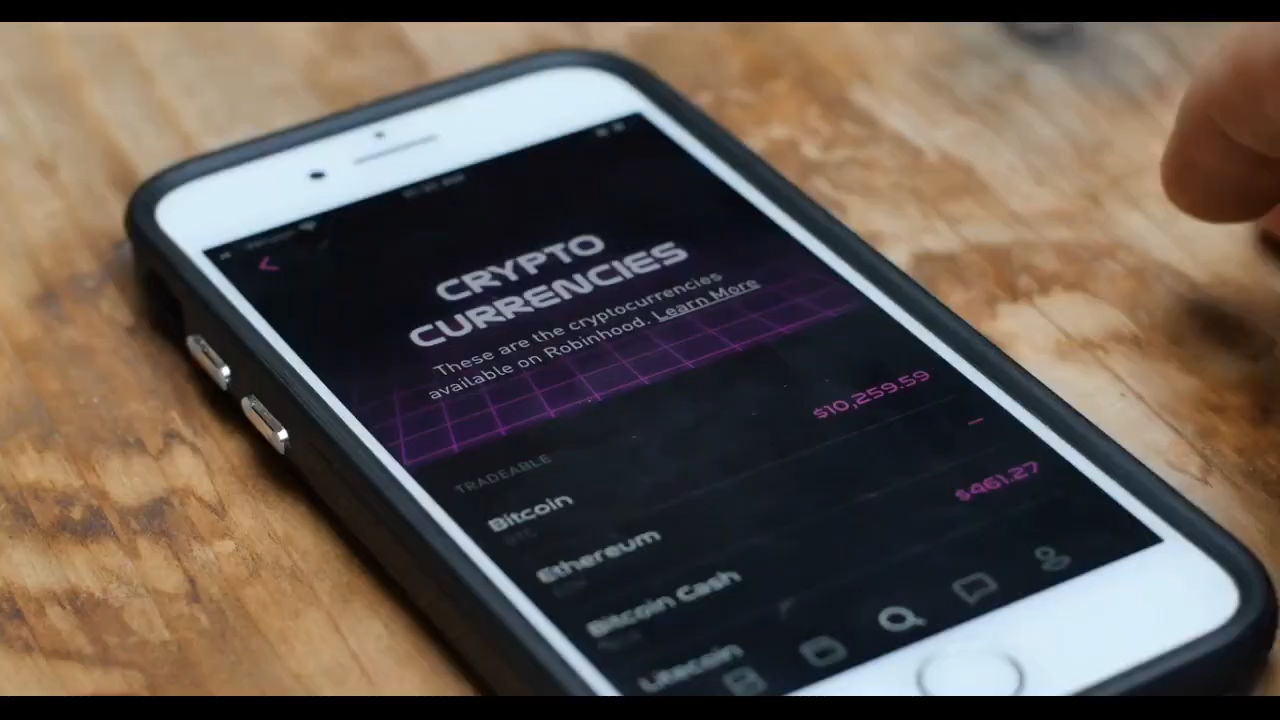 CRYPTO
CURRENCIES
These are the cryptocurrencies
available on Robinhood. Learn More
TRADEABLE
Bitcoin
$10,259.59
Ethereum
—
Bitcoin Cash
$461.27
Litecoin